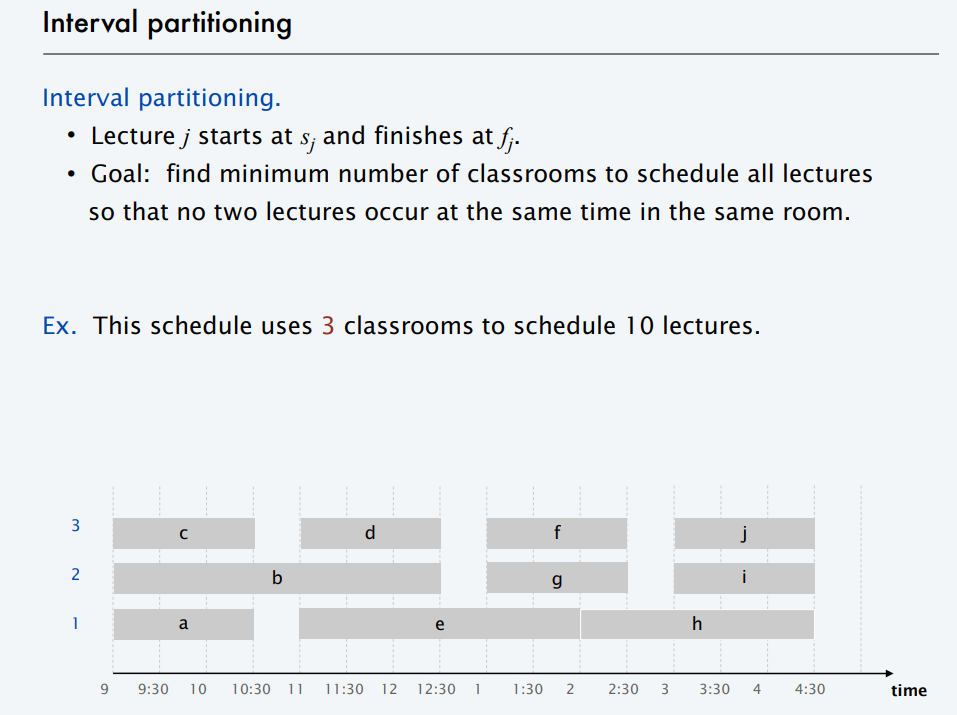 Interval partitioning
Interval partitioning.
• Lecture j starts at sj and finishes at fj.
• Goal: find minimum number of classrooms to schedule all lectures
so that no two lectures occur at the same time in the same room.
Ex. This schedule uses 3 classrooms to schedule 10 lectures.
3 c d f j
2 b g i
1 a e h
9 9:30 10 10:30 11 11:30 12 12:30 1 1:30 2 2:30 3 3:30 4 4:30 time